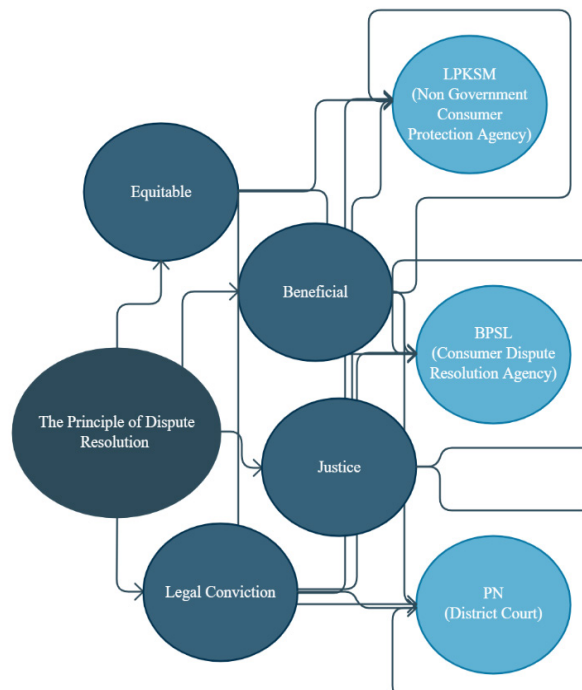 LPKSM
(Non Government
Consumer
Protection Agency)
Equitable
Beneficial
BPSL
(Consumer Dispute
Resolution Agency)
The Principle of Dispute
Resolution
Justice
Legal Conviction
PN
(District Court)